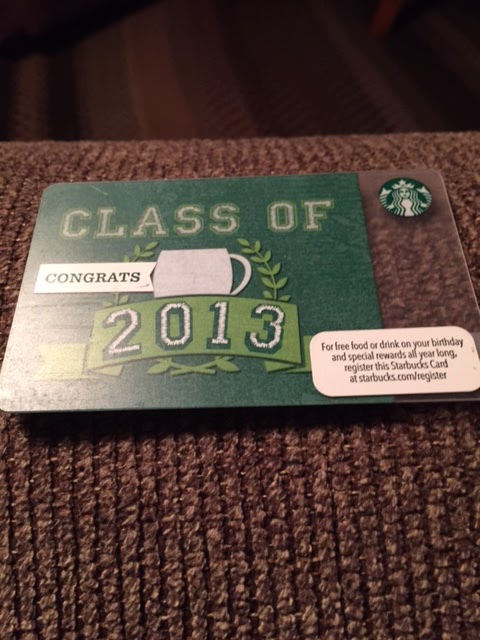 CLASS OF
CONGRATS
2013
For free food or drink on your birthday
and special rewards all year long,
register this Starbucks Card
at starbucks.com/register